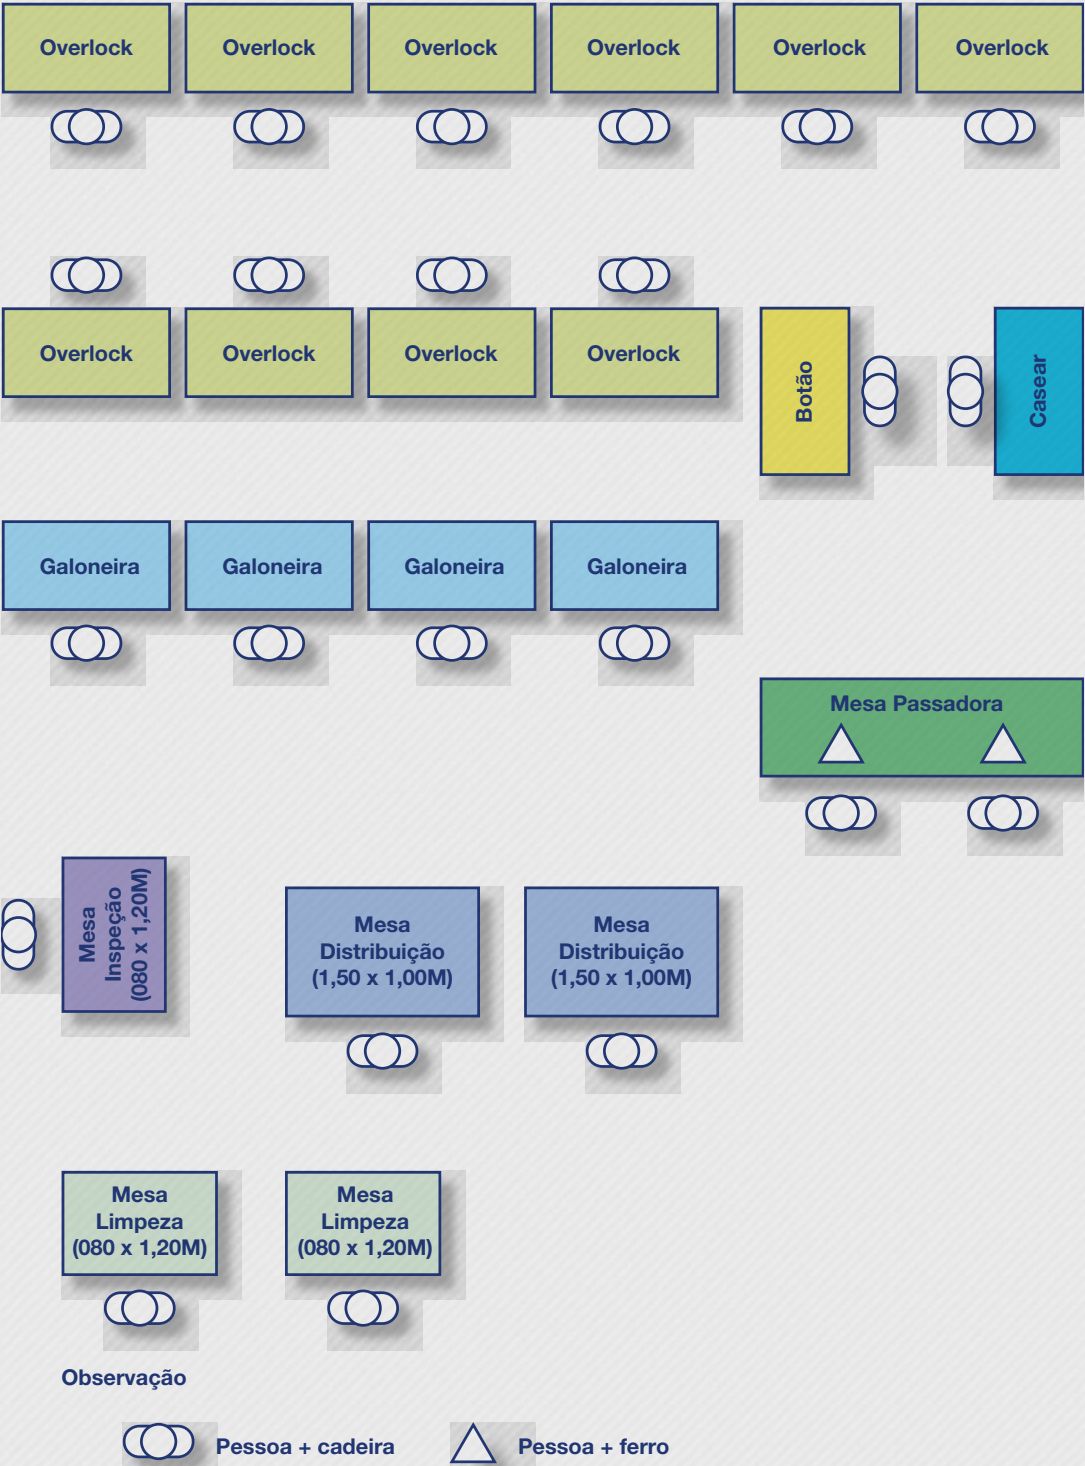 Overlock
Overlock
Overlock
Overlock
Overlock
Overlock
Overlock
Overlock
Overlock
Overlock
Botão
Casear
Galoneira
Galoneira
Galoneira
Galoneira
Mesa Passadora
Mesa
Inspeção
(080 x 1,20M)
Mesa
Distribuição
(1,50 x 1,00M)
Mesa
Distribuição
(1,50 x 1,00M)
Mesa
Limpeza
(080 x 1,20M)
Mesa
Limpeza
(080 x 1,20M)
Observação
Pessoa + cadeira
Pessoa + ferro